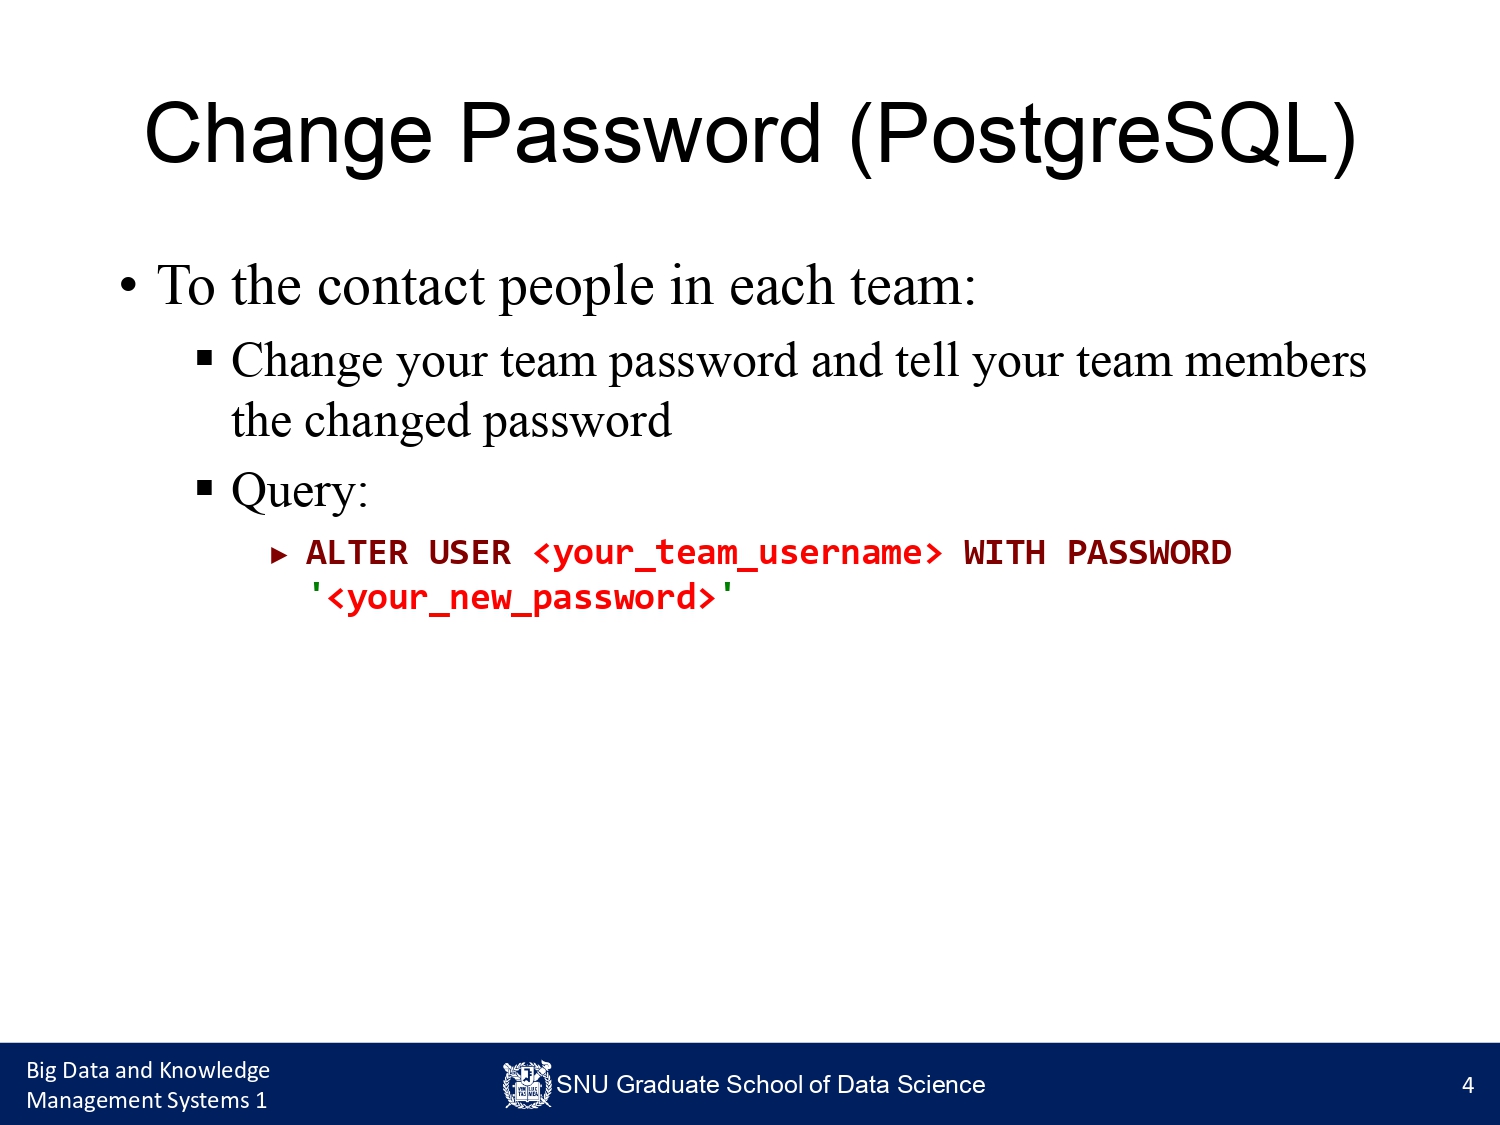 Change Password (PostgreSQL)
• To the contact people in each team:
▪ Change your team password and tell your team members
the changed password
▪ Query:
► ALTER USER <your_team_username> WITH PASSWORD
'<your_new_password>'
Big Data and Knowledge
Management Systems 1
SNU Graduate School of Data Science
4